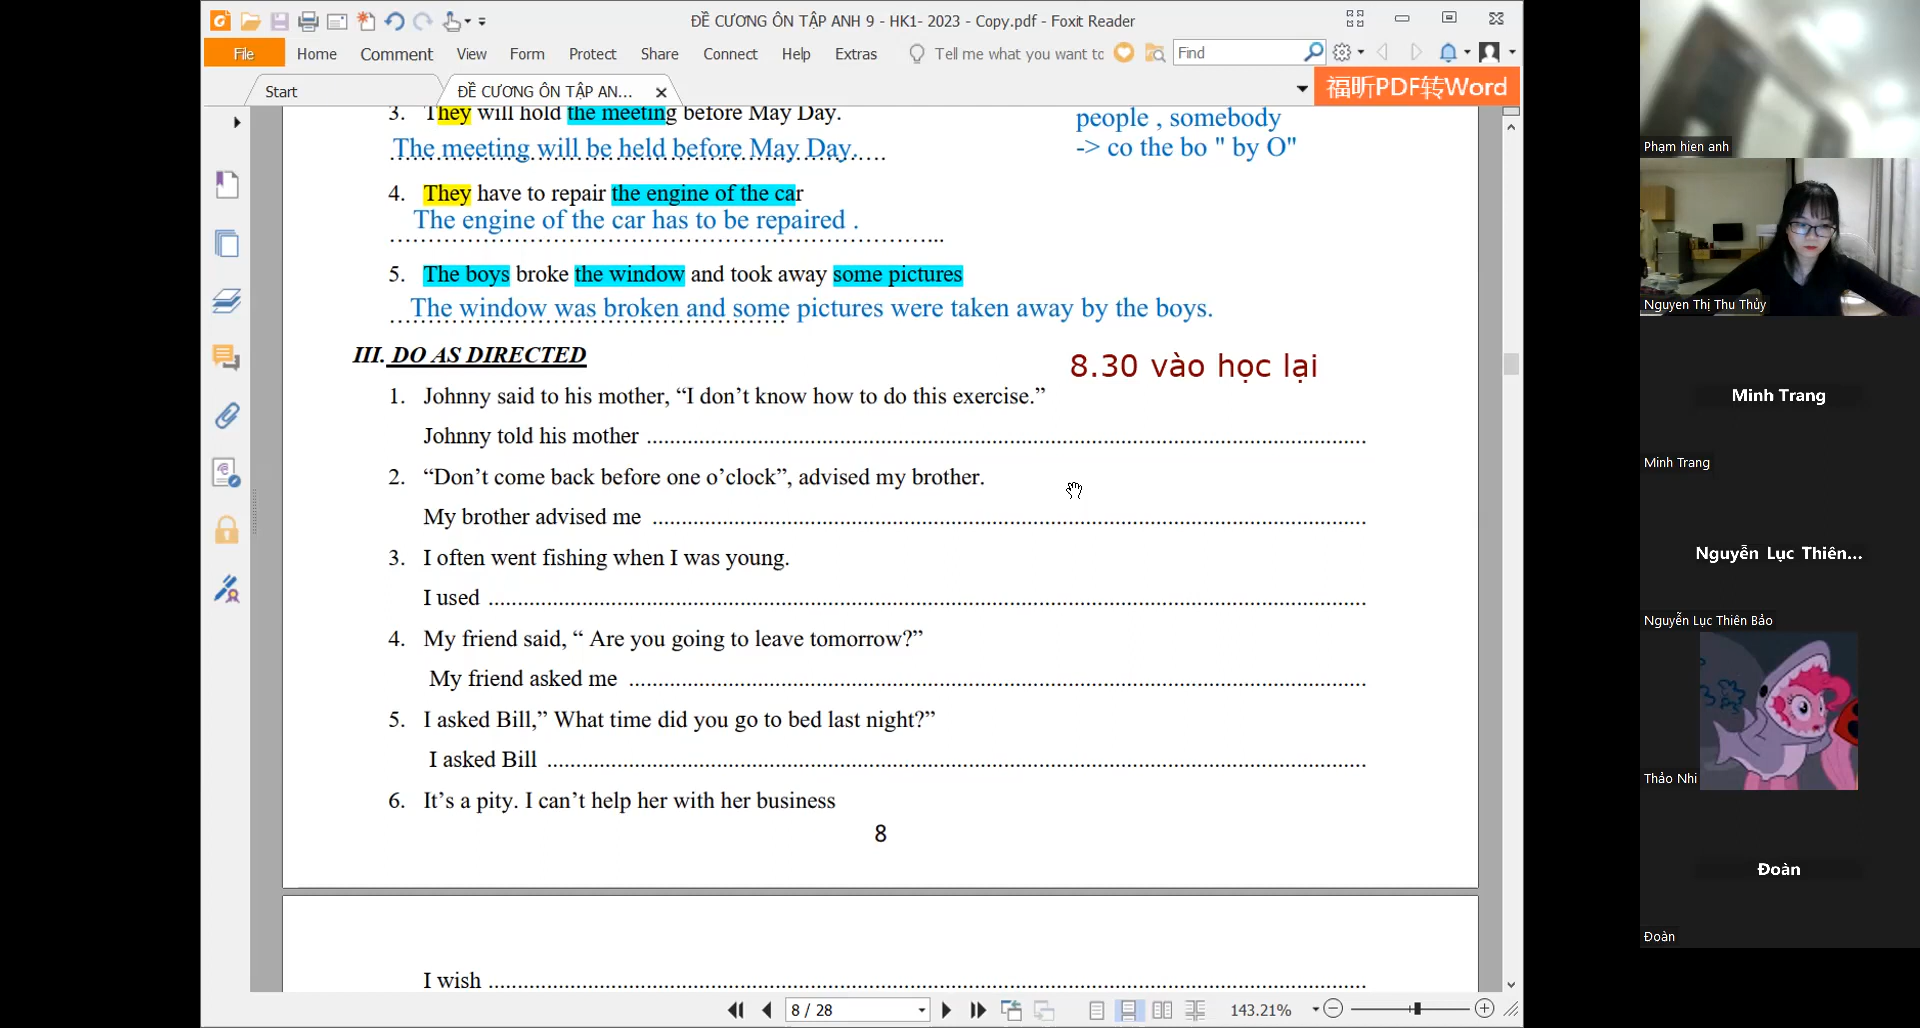 ĐỀ CƯƠNG ÔN TẬP ANH 9 - HK1- 2023 - Copy.pdf - Foxit Reader
File Home Comment View Form Protect Share Connect Help Extras Tell me what you want to Find
Start ĐỀ CƯƠNG ÔN TẬP AN... 福昕PDF转Word
3. They will hold the meeting before May Day.
people , somebody
The meeting will be held before May Day.
-> co the bo " by O"
4. They have to repair the engine of the car
The engine of the car has to be repaired .
5. The boys broke the window and took away some pictures
The window was broken and some pictures were taken away by the boys.
III. DO AS DIRECTED
8.30 vào học lại
1. Johnny said to his mother, “I don’t know how to do this exercise.”
Johnny told his mother
2. “Don’t come back before one o’clock”, advised my brother.
My brother advised me
3. I often went fishing when I was young.
I used
4. My friend said, “ Are you going to leave tomorrow?”
My friend asked me
5. I asked Bill,” What time did you go to bed last night?”
I asked Bill
6. It’s a pity. I can’t help her with her business
8
I wish
8 / 28
143.21%
Phạm hien anh
Nguyen Thị Thu Thủy
Minh Trang
Minh Trang
Nguyễn Lục Thiên...
Nguyễn Lục Thiên Bảo
Thảo Nhi
Đoàn
Đoàn